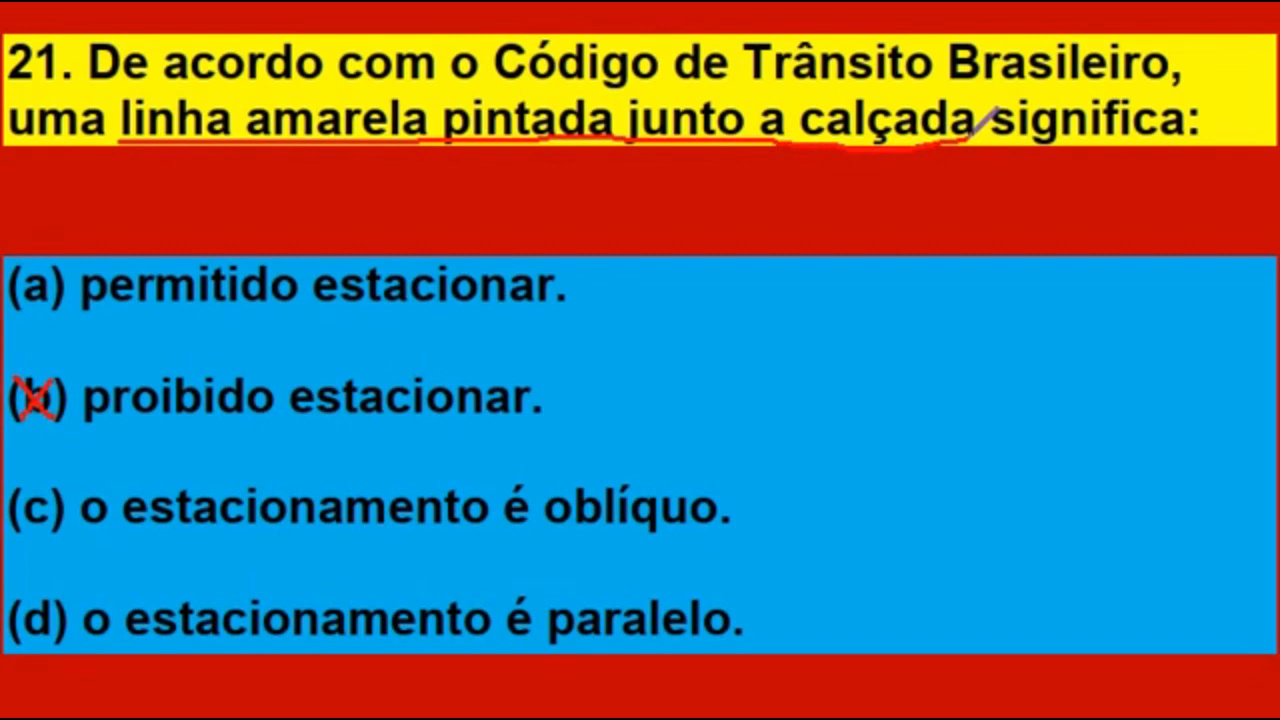 21. De acordo com o Código de Trânsito Brasileiro,
uma linha amarela pintada junto a calçada significa:
(a) permitido estacionar.
(b) proibido estacionar.
(c) o estacionamento é oblíquo.
(d) o estacionamento é paralelo.